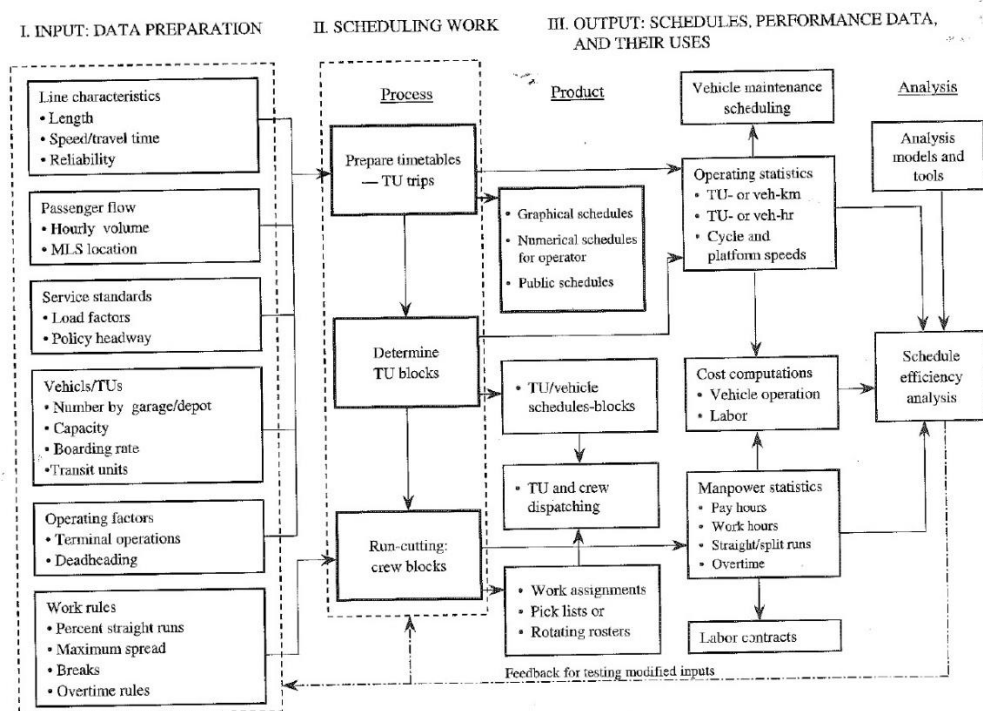 I. INPUT: DATA PREPARATION
II. SCHEDULING WORK
III. OUTPUT: SCHEDULES, PERFORMANCE DATA,
AND THEIR USES
Line characteristics
• Length
• Speed/travel time
• Reliability
Passenger flow
• Hourly volume
• MLS location
Service standards
• Load factors
• Policy headway
Vehicls/TUs
• Number by garage/depot
• Capacity
• Boarding rate
•Transit units
Operating factors
• Terminal operations
• Deadheading
Work rules
• Percent straight runs
• Maximum spread
• Breaks
• Overtime rules
Process
Prepare timetables
— TU trips
Determine
TU blocks
Run-cutting:
crew blocks
Product
• Graphical schedules
• Numerical schedules
for operator
• Public schedules
• TU/vehicle
schedules-blocks
• TU and crew
dispatching
• Work assignments
• Pick lists or
• Rotating rosters
Vehicle maintenance
scheduling
Operating statistics
• TU- or veh-km
• TU- or veh-hr
• Cycle and
platform speeds
Cost computations
• Vehicle operation
• Labor
Manpower statistics
• Pay hours
• Work hours
• Straight/split runs
• Overtime
Labor contracts
Analysis
Analysis
models and
tools
Schedule
efficiency
analysis
Feedback for testing modified inputs